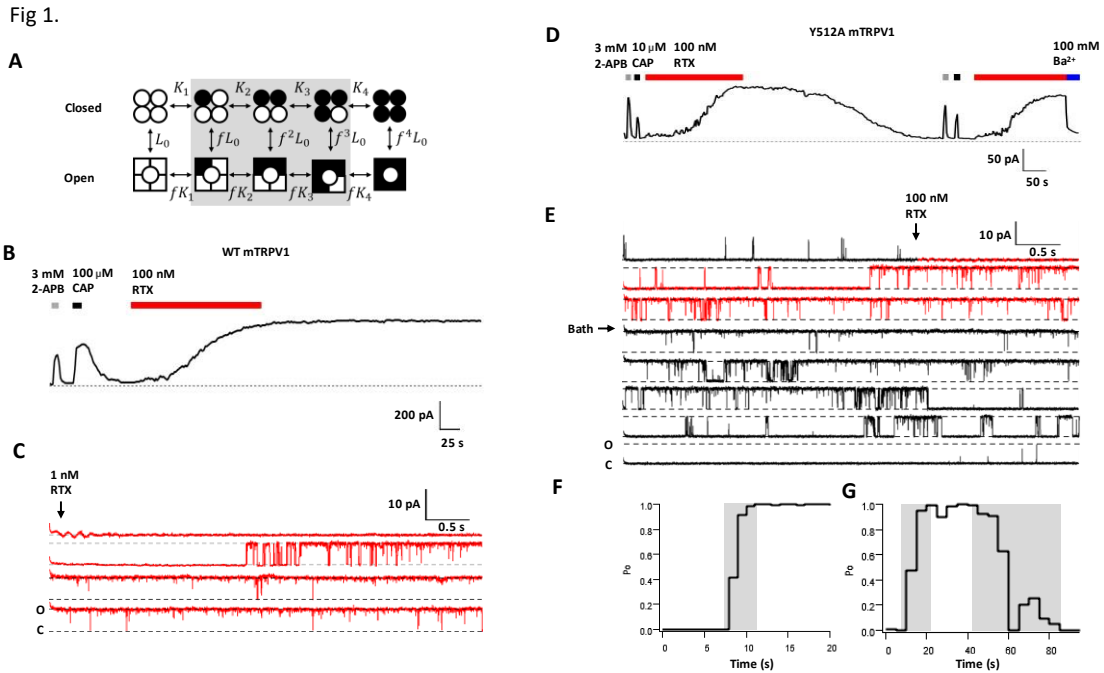 Fig 1.
A
Closed
Open
K₁
K₂
K₃
K₄
L₀
fL₀
f²L₀
f³L₀
f⁴L₀
fK₁
fK₂
fK₃
fK₄
B
WT mTRPV1
3 mM 100 μM 100 nM
2-APB CAP RTX
200 pA
25 s
C
1 nM
RTX
10 pA
0.5 s
O
C
D
Y512A mTRPV1
3 mM 10 μM 100 nM
2-APB CAP RTX
100 mM
Ba²⁺
50 pA
50 s
E
100 nM
RTX
10 pA
0.5 s
Bath
O
C
F
Po
1.0
0.8
0.6
0.4
0.2
0.0
0 5 10 15 20
Time (s)
G
Po
1.0
0.8
0.6
0.4
0.2
0.0
0 20 40 60 80
Time (s)